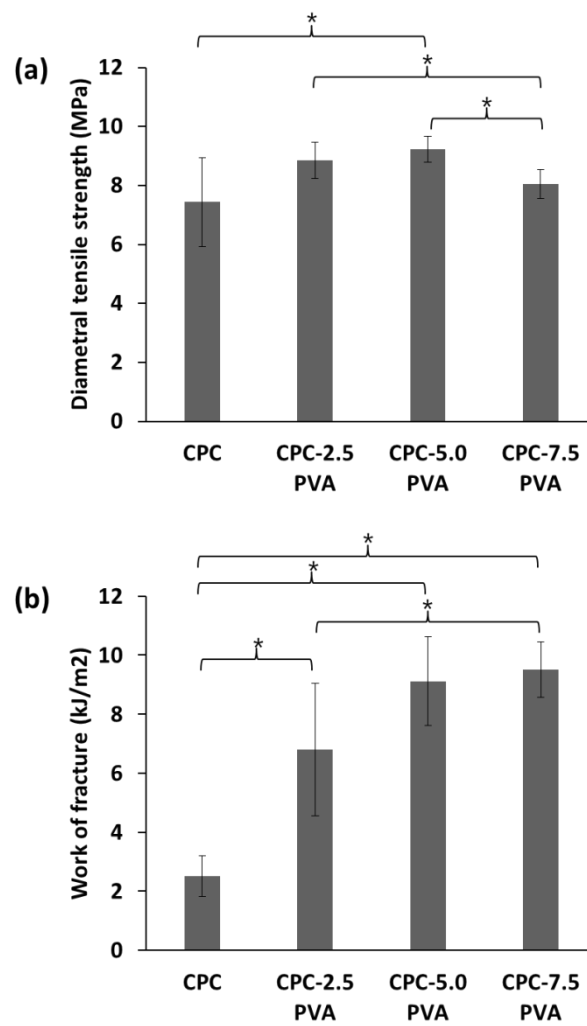 *
(a)
*
*
Diametral tensile strength (MPa)
12
10
8
6
4
2
0
CPC CPC-2.5 CPC-5.0 CPC-7.5
PVA PVA PVA
*
(b)
*
*
*
Work of fracture (kJ/m2)
12
10
8
6
4
2
0
CPC CPC-2.5 CPC-5.0 CPC-7.5
PVA PVA PVA